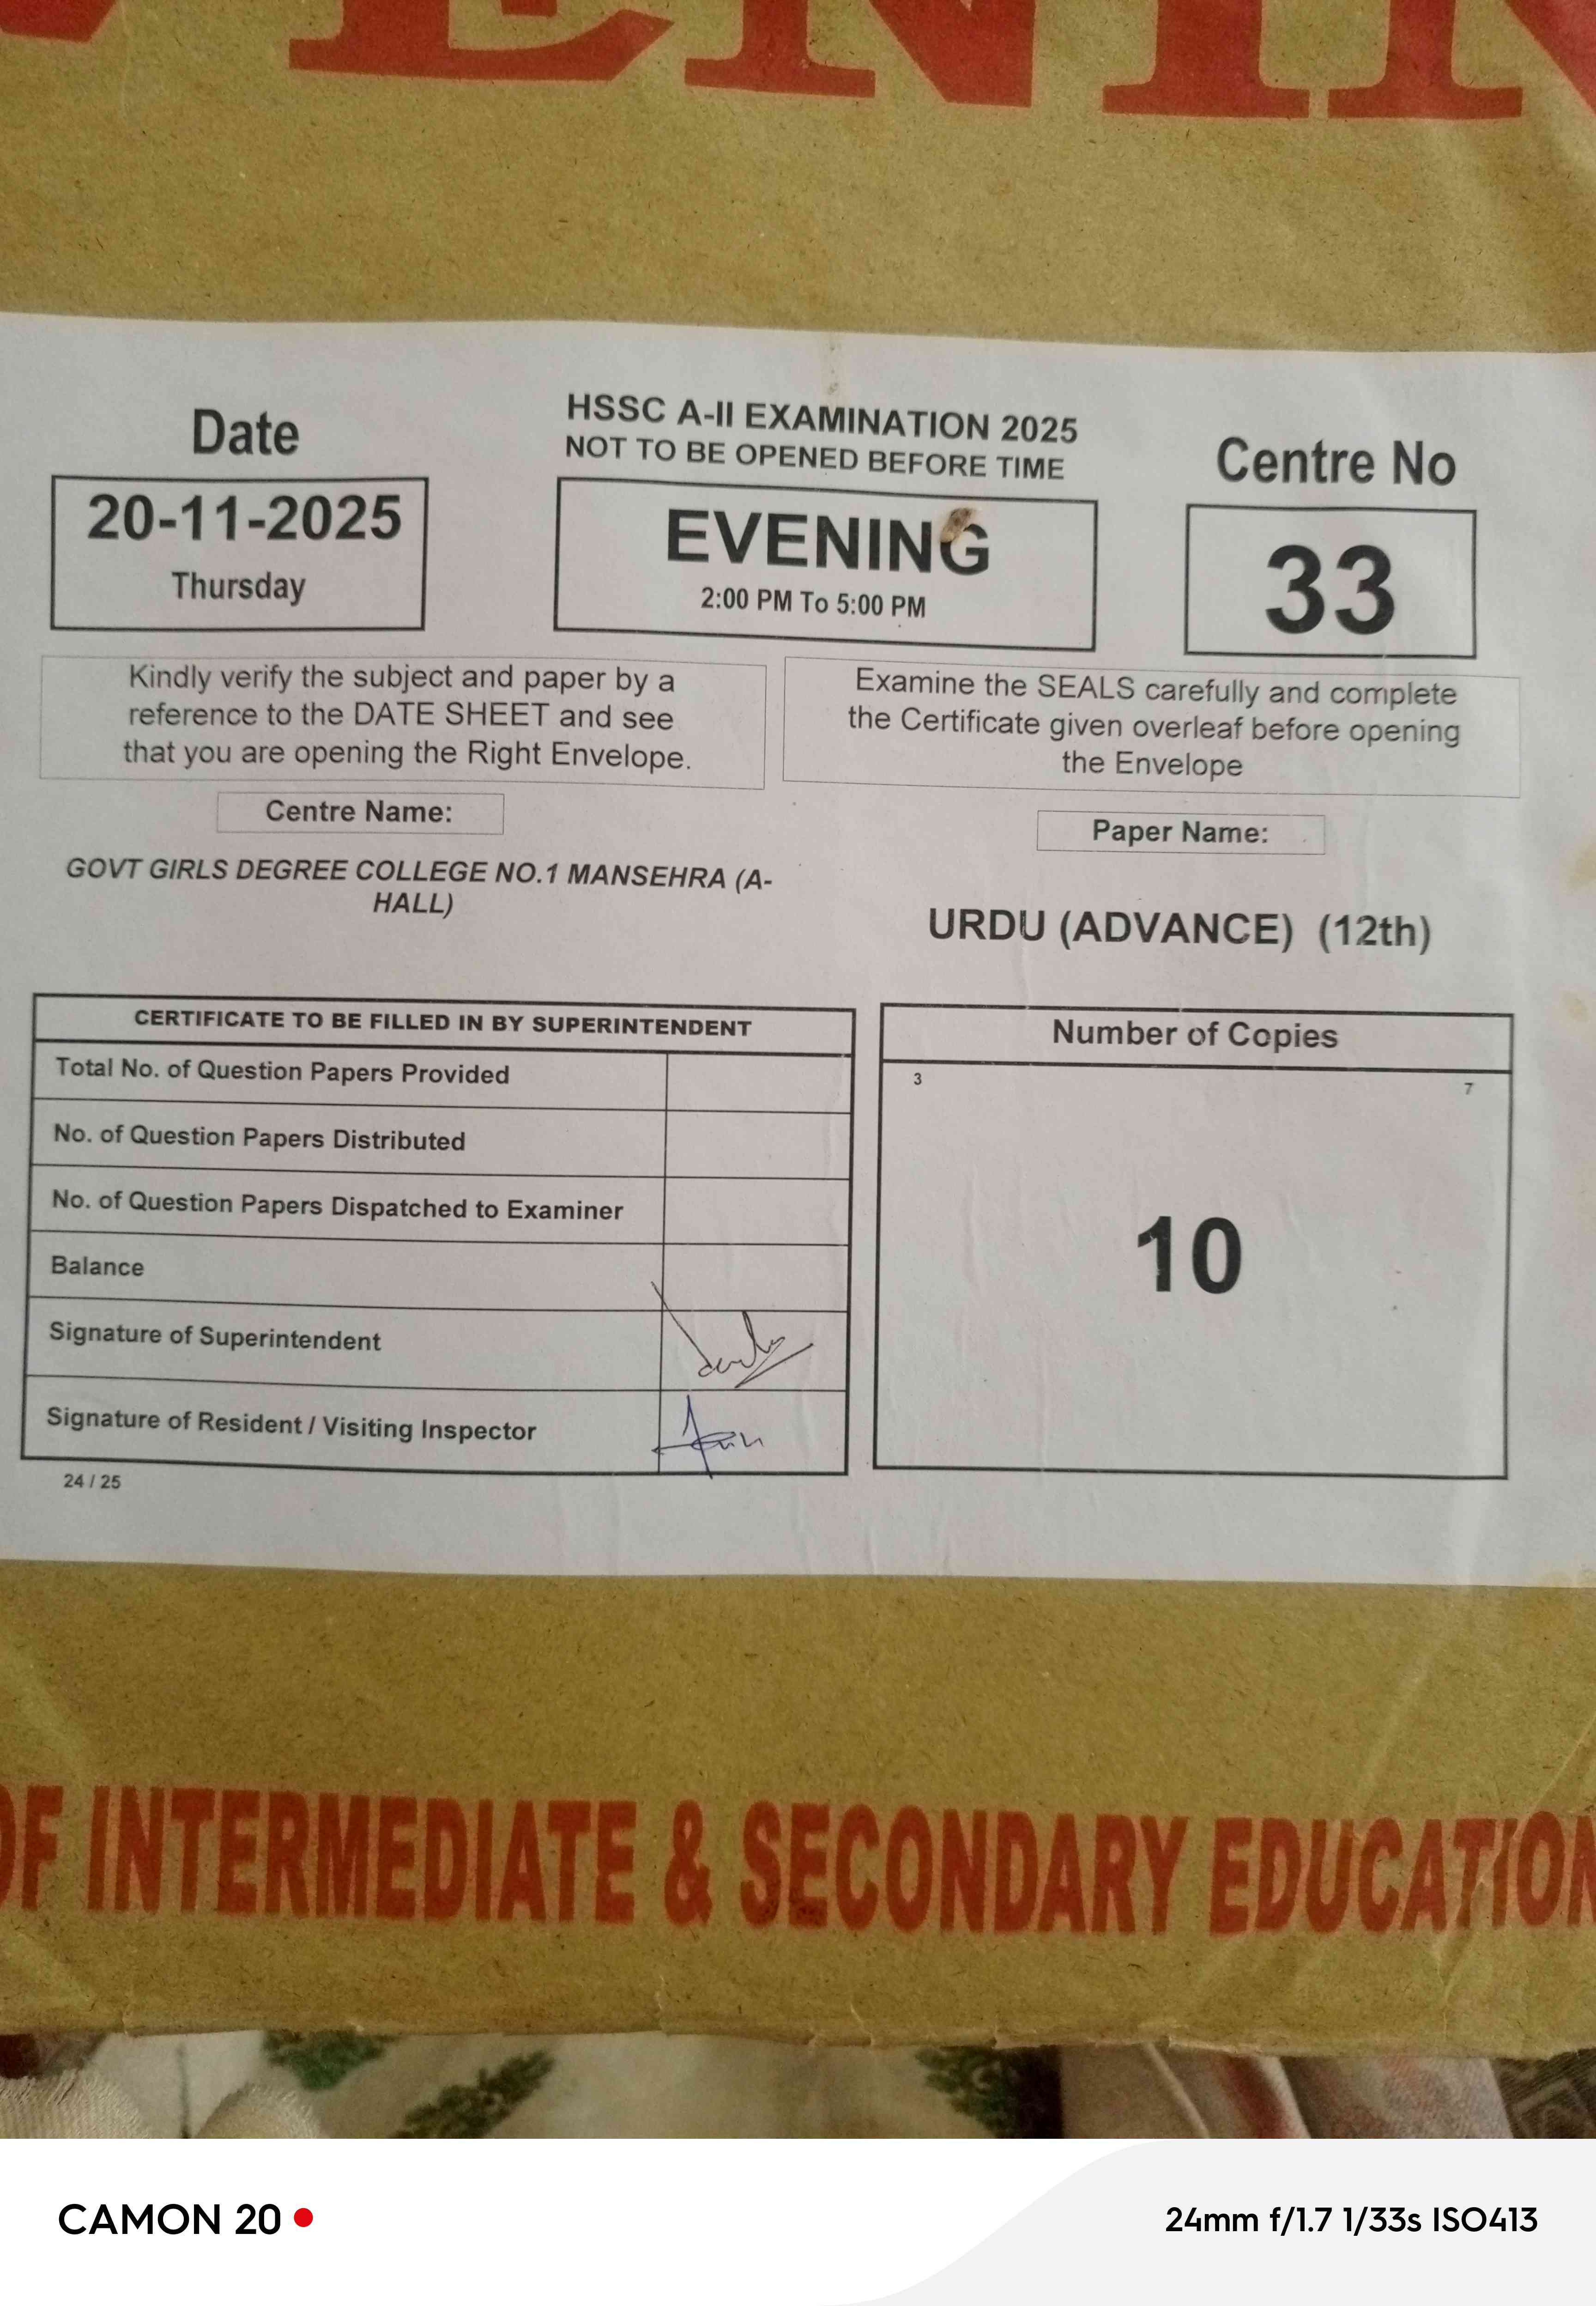 ENIN
Date
HSSC A-II EXAMINATION 2025
NOT TO BE OPENED BEFORE TIME
Centre No
20-11-2025
Thursday
EVENING
2:00 PM To 5:00 PM
33
Kindly verify the subject and paper by a
reference to the DATE SHEET and see
that you are opening the Right Envelope.
Examine the SEALS carefully and complete
the Certificate given overleaf before opening
the Envelope
Centre Name:
Paper Name:
GOVT GIRLS DEGREE COLLEGE NO.1 MANSEHRA (A-
HALL)
URDU (ADVANCE) (12th)
CERTIFICATE TO BE FILLED IN BY SUPERINTENDENT
Total No. of Question Papers Provided
No. of Question Papers Distributed
No. of Question Papers Dispatched to Examiner
Balance
Signature of Superintendent
Signature of Resident / Visiting Inspector
24 / 25
Number of Copies
3 7
10
OF INTERMEDIATE & SECONDARY EDUCATION
CAMON 20
24mm f/1.7 1/33s ISO413